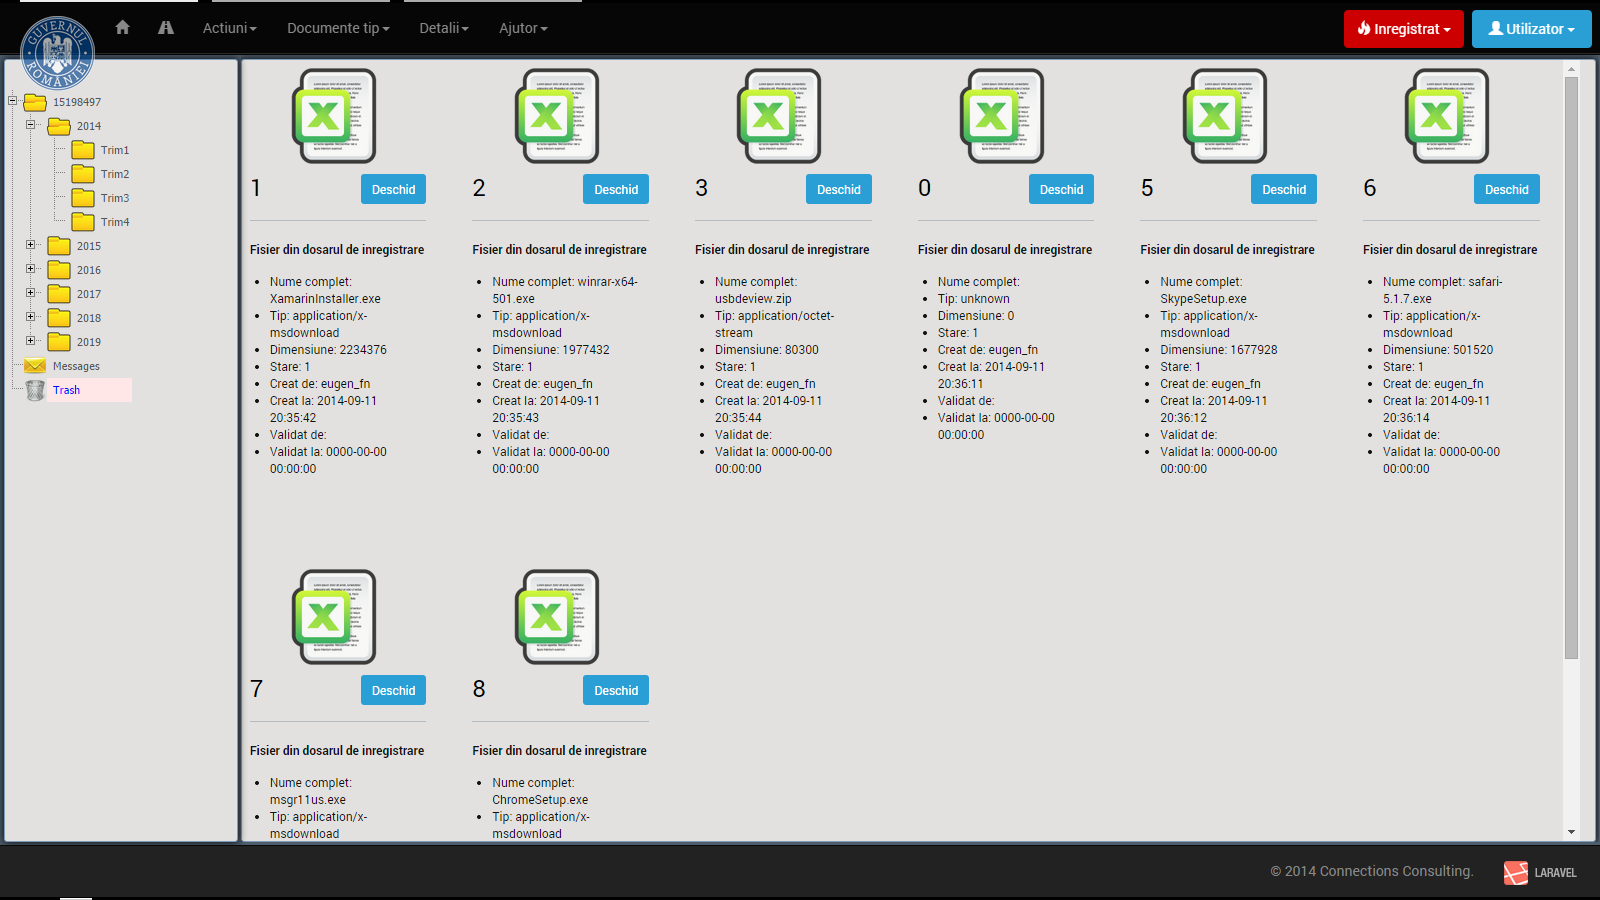 Actiuni
Documente tip
Detalii
Ajutor
Inregistrat
Utilizator
GUVERNUL ROMÂNIEI
15198497
2014
Trim1
Trim2
Trim3
Trim4
2015
2016
2017
2018
2019
Messages
Trash
1
Deschid
Fisier din dosarul de inregistrare
Nume complet:
XamarinInstaller.exe
Tip: application/x-
msdownload
Dimensiune: 2234376
Stare: 1
Creat de: eugen_fn
Creat la: 2014-09-11
20:35:42
Validat de:
Validat la: 0000-00-00
00:00:00
2
Deschid
Fisier din dosarul de inregistrare
Nume complet: winrar-x64-
501.exe
Tip: application/x-
msdownload
Dimensiune: 1977432
Stare: 1
Creat de: eugen_fn
Creat la: 2014-09-11
20:35:43
Validat de:
Validat la: 0000-00-00
00:00:00
3
Deschid
Fisier din dosarul de inregistrare
Nume complet:
usbdeview.zip
Tip: application/octet-
stream
Dimensiune: 80300
Stare: 1
Creat de: eugen_fn
Creat la: 2014-09-11
20:35:44
Validat de:
Validat la: 0000-00-00
00:00:00
0
Deschid
Fisier din dosarul de inregistrare
Nume complet:
Tip: unknown
Dimensiune: 0
Stare: 1
Creat de: eugen_fn
Creat la: 2014-09-11
20:36:11
Validat de:
Validat la: 0000-00-00
00:00:00
5
Deschid
Fisier din dosarul de inregistrare
Nume complet:
SkypeSetup.exe
Tip: application/x-
msdownload
Dimensiune: 1677928
Stare: 1
Creat de: eugen_fn
Creat la: 2014-09-11
20:36:12
Validat de:
Validat la: 0000-00-00
00:00:00
6
Deschid
Fisier din dosarul de inregistrare
Nume complet: safari-
5.1.7.exe
Tip: application/x-
msdownload
Dimensiune: 501520
Stare: 1
Creat de: eugen_fn
Creat la: 2014-09-11
20:36:14
Validat de:
Validat la: 0000-00-00
00:00:00
7
Deschid
Fisier din dosarul de inregistrare
Nume complet:
msgr11us.exe
Tip: application/x-
msdownload
8
Deschid
Fisier din dosarul de inregistrare
Nume complet:
ChromeSetup.exe
Tip: application/x-
msdownload
© 2014 Connections Consulting.
LARAVEL